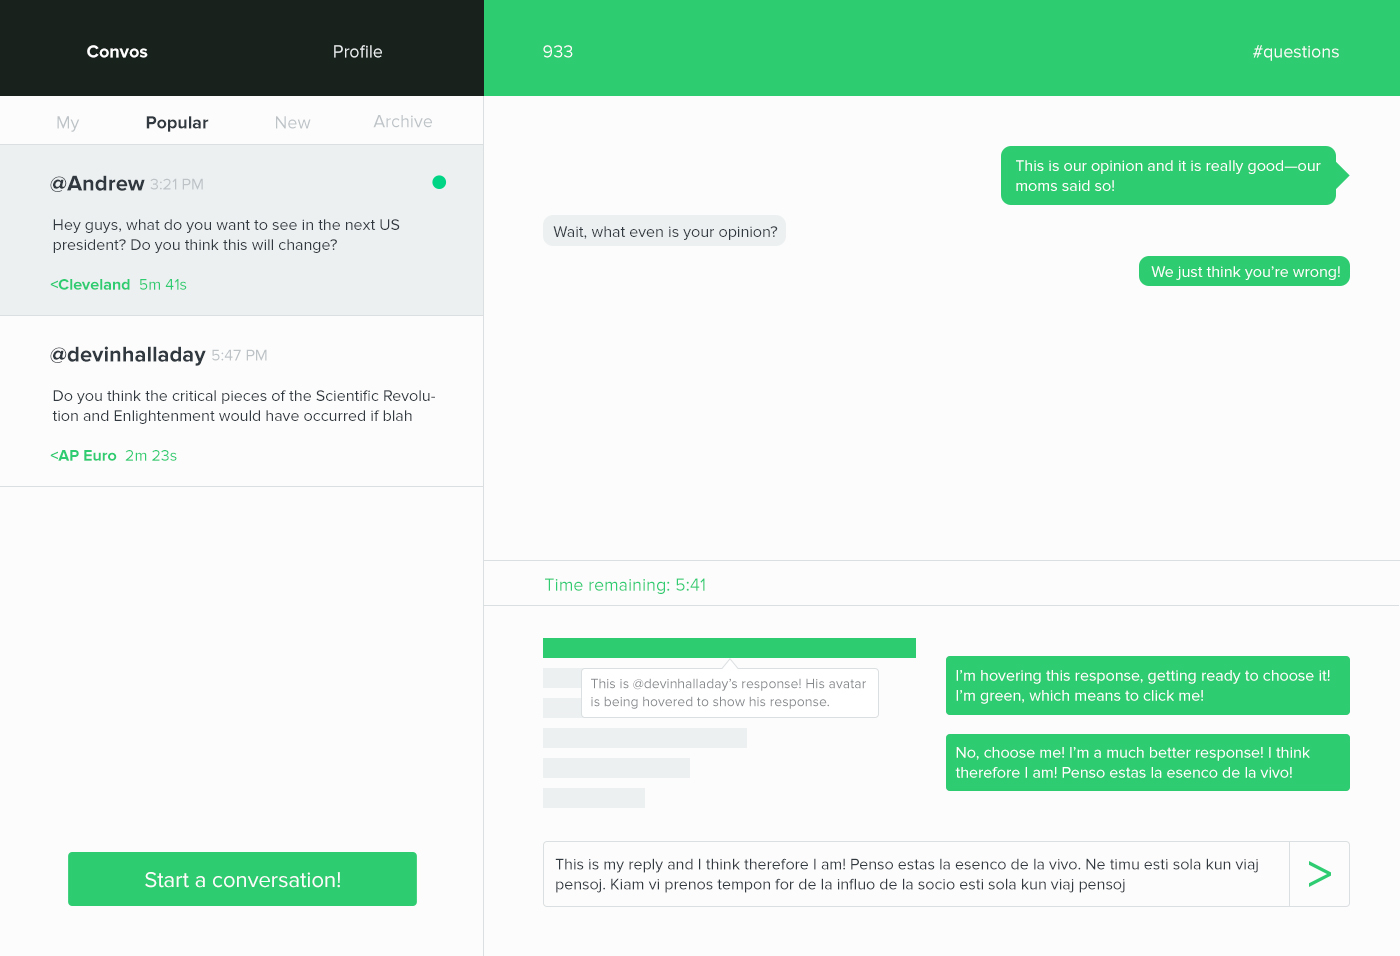 Convos
Profile
933
#questions
My
Popular
New
Archive
@Andrew 3:21 PM
Hey guys, what do you want to see in the next US
president? Do you think this will change?
<Cleveland 5m 41s
@devinhalladay 5:47 PM
Do you think the critical pieces of the Scientific Revolu-
tion and Enlightenment would have occurred if blah
<AP Euro 2m 23s
Start a conversation!
This is our opinion and it is really good—our
moms said so!
Wait, what even is your opinion?
We just think you're wrong!
Time remaining: 5:41
This is @devinhalladay's response! His avatar
is being hovered to show his response.
I'm hovering this response, getting ready to choose it!
I'm green, which means to click me!
No, choose me! I'm a much better response! I think
therefore I am! Penso estas la esenco de la vivo!
This is my reply and I think therefore I am! Penso estas la esenco de la vivo. Ne timu esti sola kun viaj
pensoj. Kiam vi prenos tempon for de la influo de la socio esti sola kun viaj pensoj
>